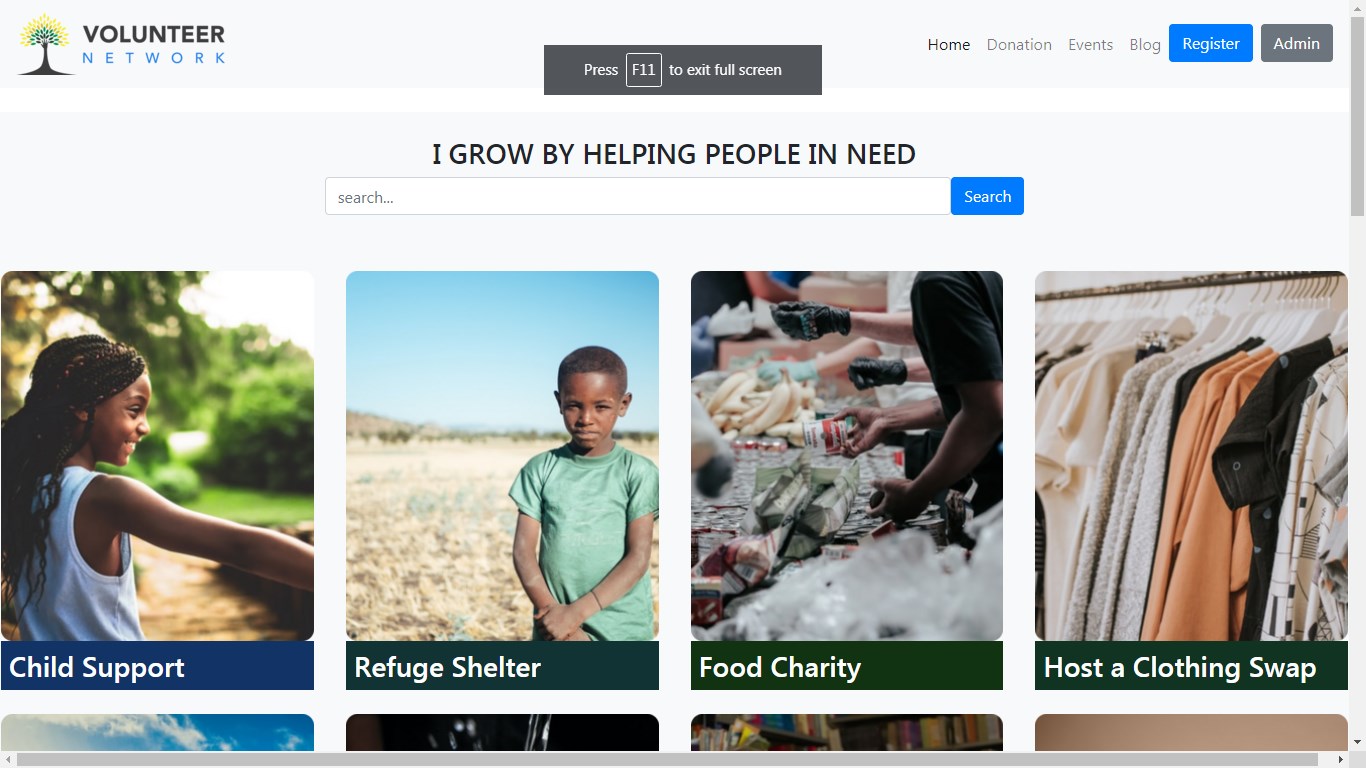 VOLUNTEER
NETWORK
Home Donation Events Blog Register Admin
Press F11 to exit full screen
I GROW BY HELPING PEOPLE IN NEED
search... Search
Child Support
Refuge Shelter
Food Charity
Host a Clothing Swap